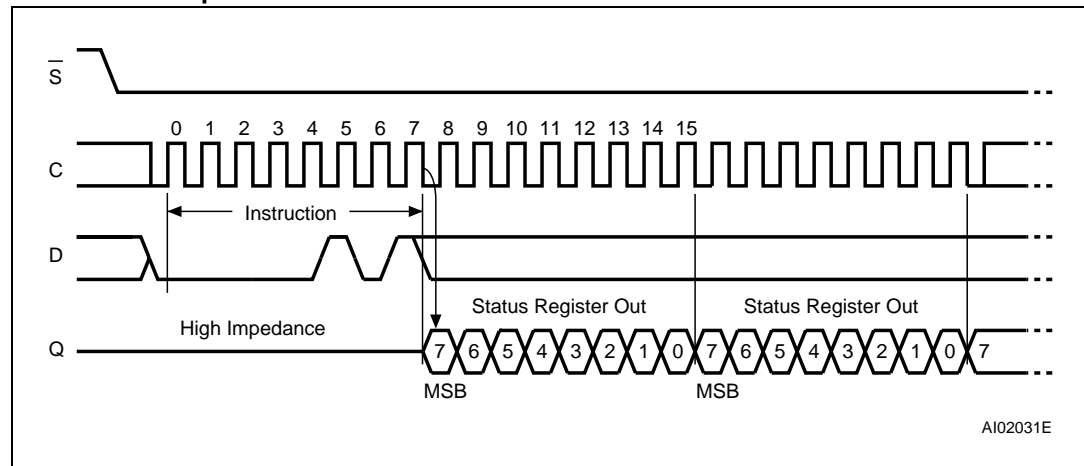 S
0 1 2 3 4 5 6 7 8 9 10 11 12 13 14 15
C
Instruction
D
Status Register Out Status Register Out
High Impedance
Q 7 6 5 4 3 2 1 0 7 6 5 4 3 2 1 0 7
MSB MSB
AI02031E